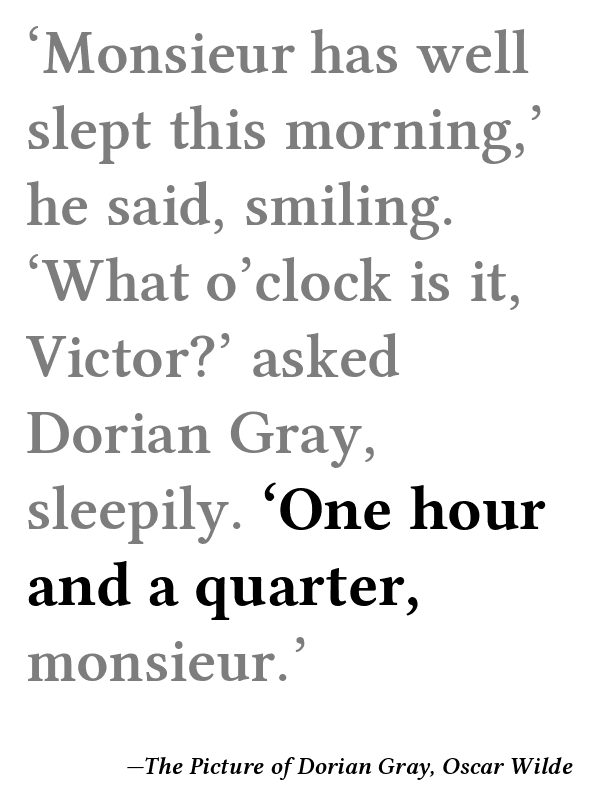 ‘Monsieur has well
slept this morning,’
he said, smiling.
‘What o’clock is it,
Victor?’ asked
Dorian Gray,
sleepily. ‘One hour
and a quarter,
monsieur.’
—The Picture of Dorian Gray, Oscar Wilde